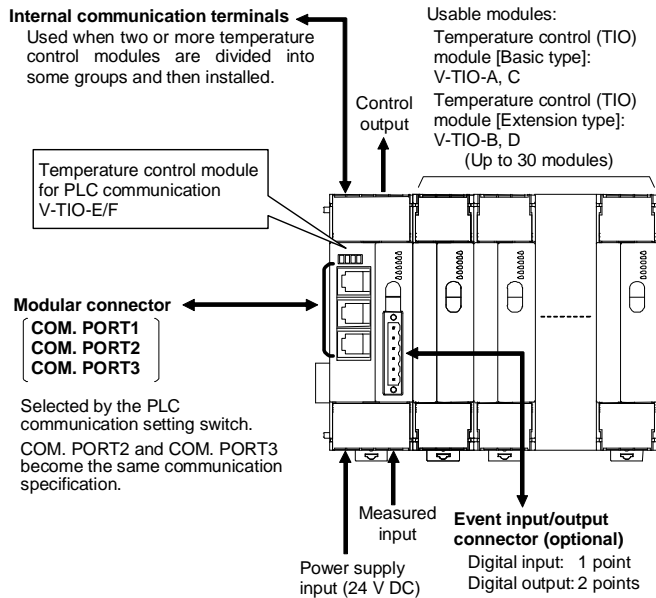 Internal communication terminals
Used when two or more temperature
control modules are divided into
some groups and then installed.
Usable modules:
Temperature control (TIO)
module [Basic type]:
V-TIO-A, C
Temperature control (TIO)
module [Extension type]:
V-TIO-B, D
(Up to 30 modules)
Control
output
Temperature control module
for PLC communication
V-TIO-E/F
Modular connector
COM. PORT1
COM. PORT2
COM. PORT3
Selected by the PLC
communication setting switch.
COM. PORT2 and COM. PORT3
become the same communication
specification.
Measured
input
Power supply
input (24 V DC)
Event input/output
connector (optional)
Digital input: 1 point
Digital output: 2 points